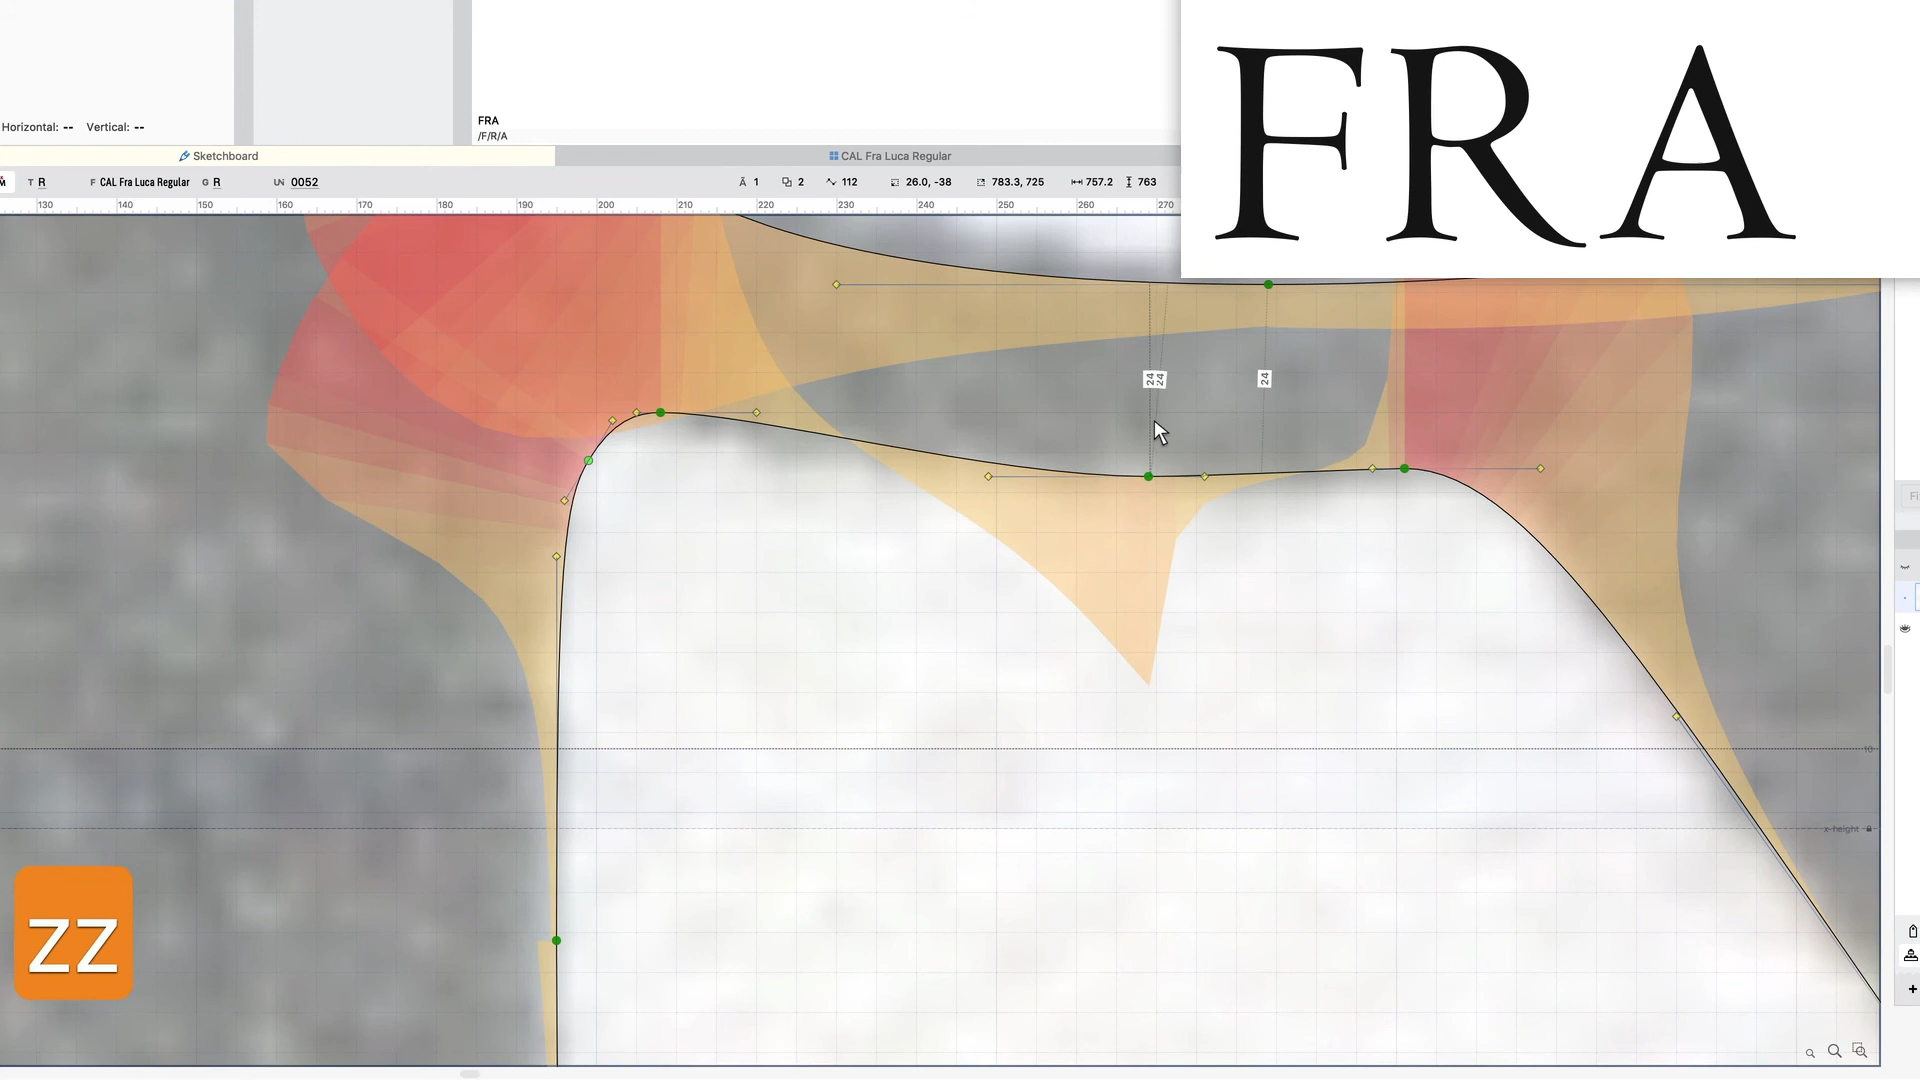 FRA
Horizontal: -- Vertical: --
FRA
/F/R/A
Sketchboard
CAL Fra Luca Regular
T R F CAL Fra Luca Regular G R UN 0052
1 2 112 26.0, -38 783.3, 725 757.2 763
130 140 150 160 170 180 190 200 210 220 230 240 250 260 270
24 24 24
Fi
10
x-height
ZZ